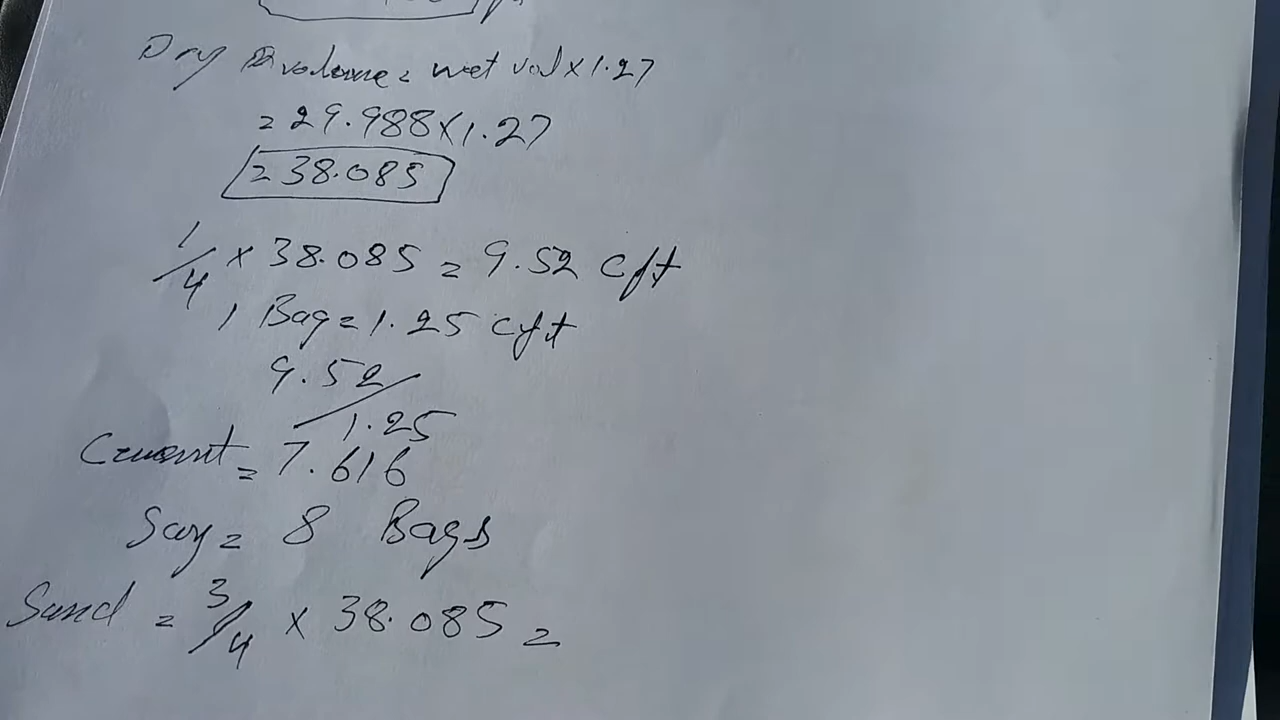 Dry volume = wet vol x 1.27
= 29.988 x 1.27
= 38.085
1/4 x 38.085 = 9.52 cft
1 Bag = 1.25 cft
9.52/
1.25
Cement = 7.616
Say = 8 Bags
Sand = 3/4 x 38.085 =